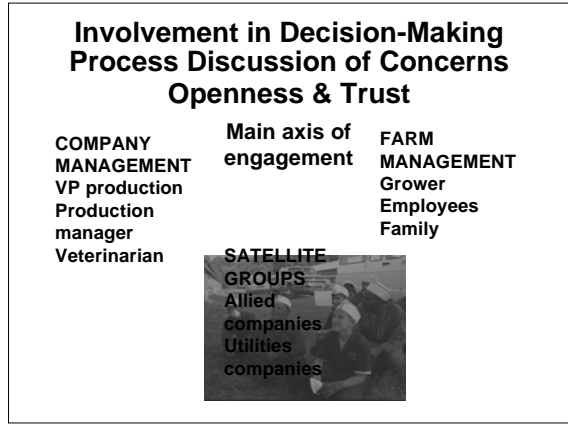 Involvement in Decision-Making
Process Discussion of Concerns
Openness & Trust
Main axis of
engagement
COMPANY
MANAGEMENT
VP production
Production
manager
Veterinarian
FARM
MANAGEMENT
Grower
Employees
Family
SATELLITE
GROUPS
Allied
companies
Utilities
companies